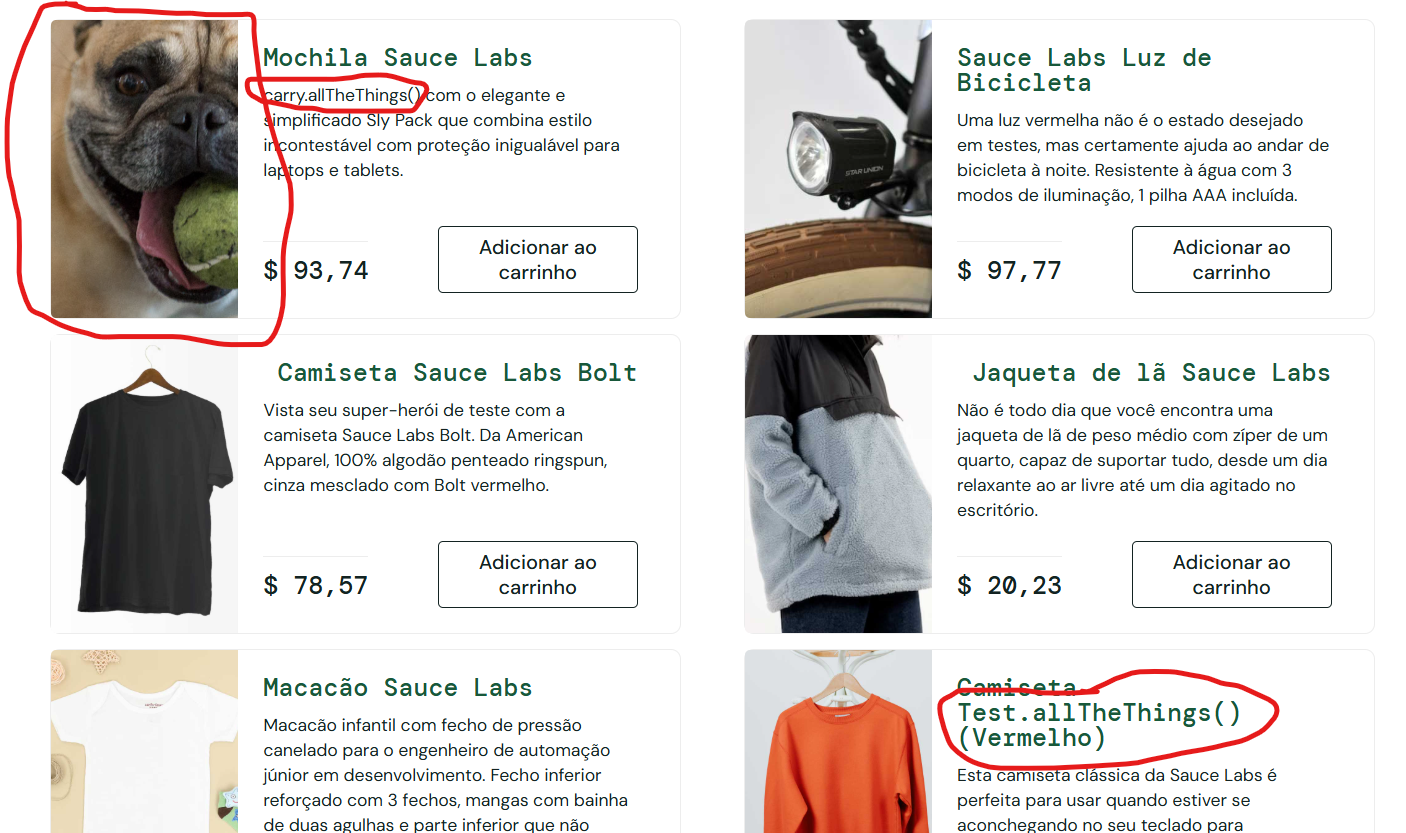 Mochila Sauce Labs
carry.allTheThings() com o elegante e
simplificado Sly Pack que combina estilo
incontestável com proteção inigualável para
laptops e tablets.
$ 93,74
Adicionar ao
carrinho
Sauce Labs Luz de
Bicicleta
Uma luz vermelha não é o estado desejado
em testes, mas certamente ajuda ao andar de
bicicleta à noite. Resistente à água com 3
modos de iluminação, 1 pilha AAA incluída.
STAR UNION
$ 97,77
Adicionar ao
carrinho
Camiseta Sauce Labs Bolt
Vista seu super-herói de teste com a
camiseta Sauce Labs Bolt. Da American
Apparel, 100% algodão penteado ringspun,
cinza mesclado com Bolt vermelho.
$ 78,57
Adicionar ao
carrinho
Jaqueta de lã Sauce Labs
Não é todo dia que você encontra uma
jaqueta de lã de peso médio com zíper de um
quarto, capaz de suportar tudo, desde um dia
relaxante ao ar livre até um dia agitado no
escritório.
$ 20,23
Adicionar ao
carrinho
Macacão Sauce Labs
Macacão infantil com fecho de pressão
canelado para o engenheiro de automação
júnior em desenvolvimento. Fecho inferior
reforçado com 3 fechos, mangas com bainha
de duas agulhas e parte inferior que não
Camiseta
Test.allTheThings()
(Vermelho)
Esta camiseta clássica da Sauce Labs é
perfeita para usar quando estiver se
aconchegando no seu teclado para